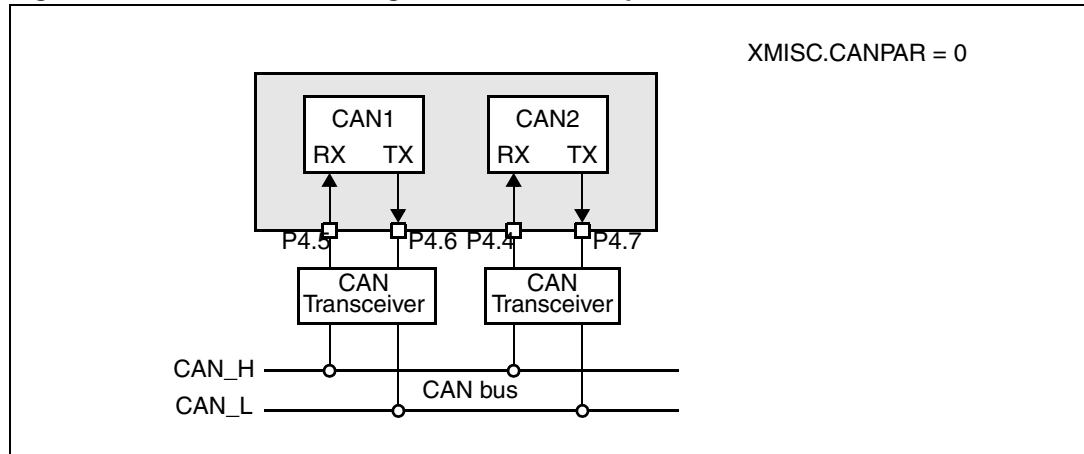 XMISC.CANPAR = 0
CAN1
CAN2
RX TX
RX TX
P4.5 P4.6 P4.4 P4.7
CAN
Transceiver
CAN
Transceiver
CAN_H
CAN bus
CAN_L